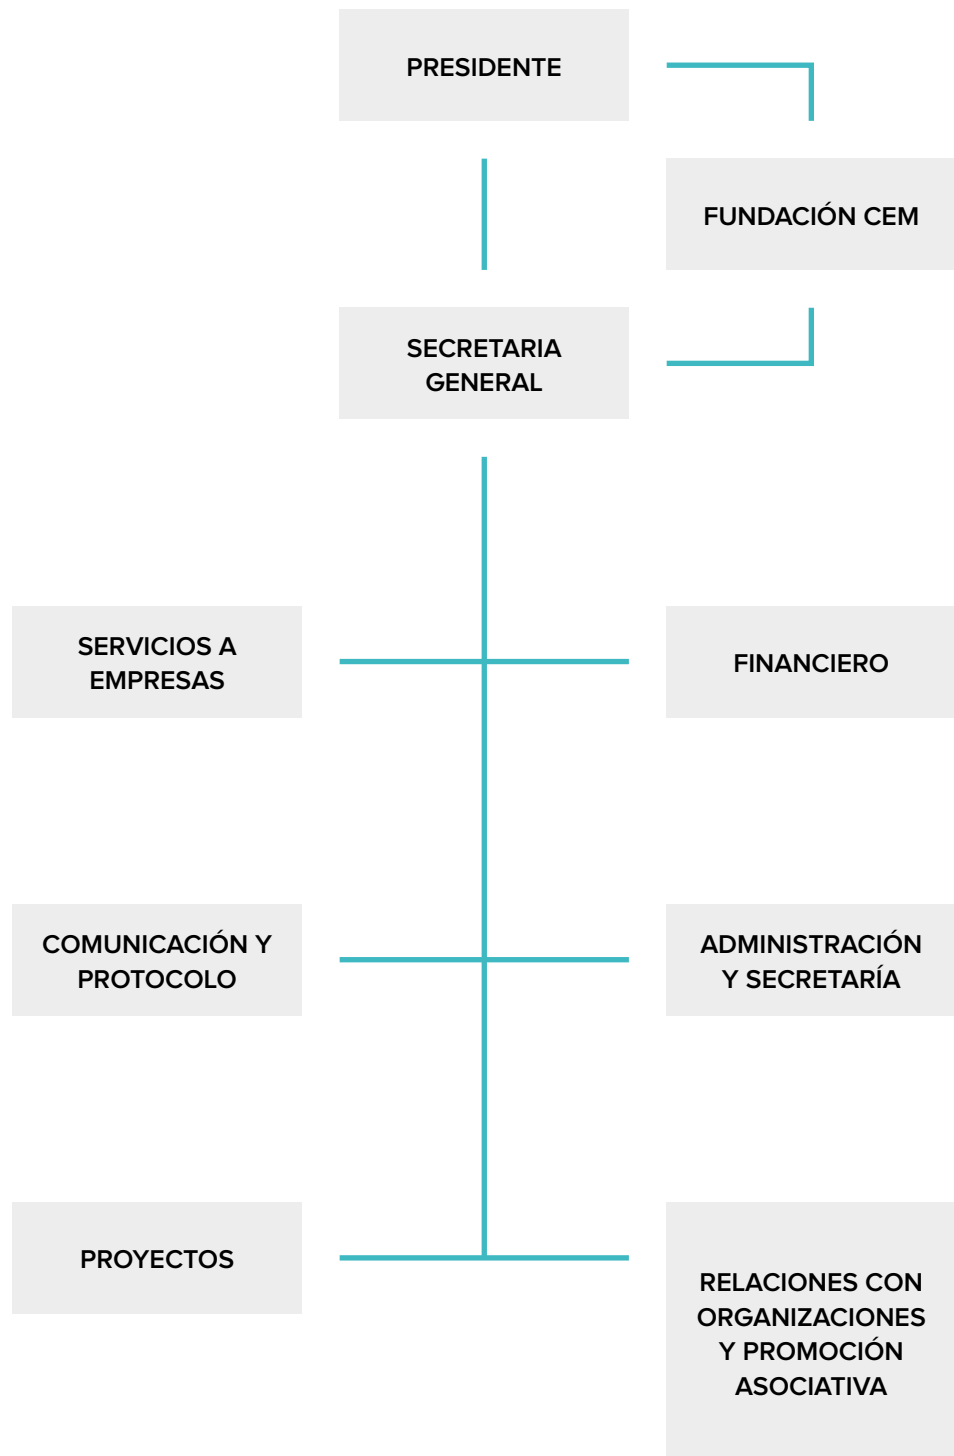 PRESIDENTE
FUNDACIÓN CEM
SECRETARIA
GENERAL
SERVICIOS A
EMPRESAS
FINANCIERO
COMUNICACIÓN Y
PROTOCOLO
ADMINISTRACIÓN
Y SECRETARÍA
PROYECTOS
RELACIONES CON
ORGANIZACIONES
Y PROMOCIÓN
ASOCIATIVA